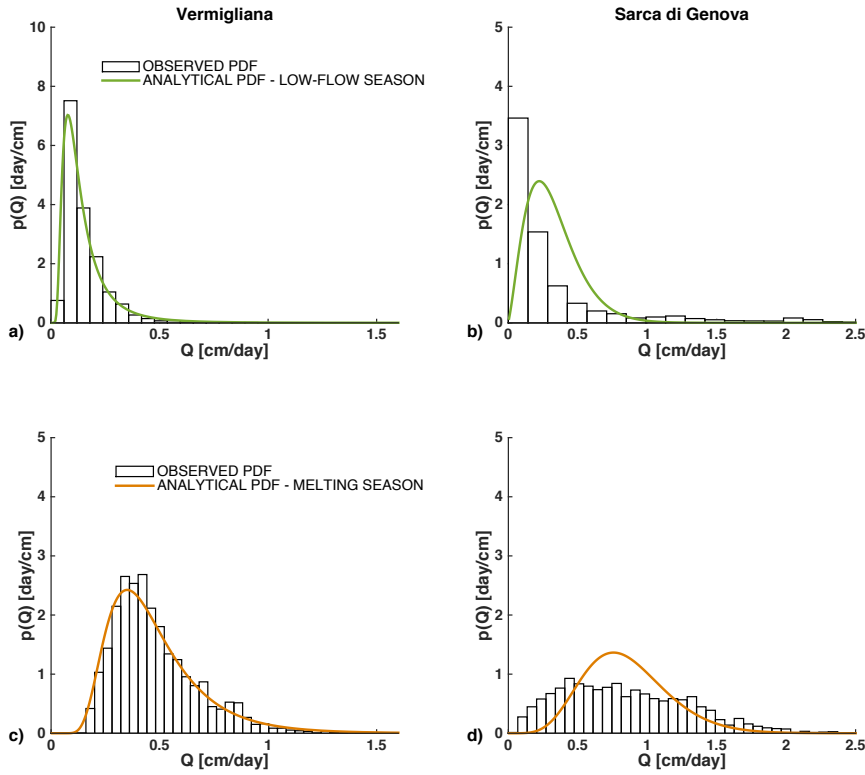 Vermigliana
Sarca di Genova
10
8
6
4
2
0
p(Q) [day/cm]
OBSERVED PDF
ANALYTICAL PDF - LOW-FLOW SEASON
0
0.5
1
1.5
a)
Q [cm/day]
5
4
3
2
1
0
p(Q) [day/cm]
0
0.5
1
1.5
2
2.5
b)
Q [cm/day]
5
4
3
2
1
0
p(Q) [day/cm]
OBSERVED PDF
ANALYTICAL PDF - MELTING SEASON
0
0.5
1
1.5
c)
Q [cm/day]
5
4
3
2
1
0
p(Q) [day/cm]
0
0.5
1
1.5
2
2.5
d)
Q [cm/day]